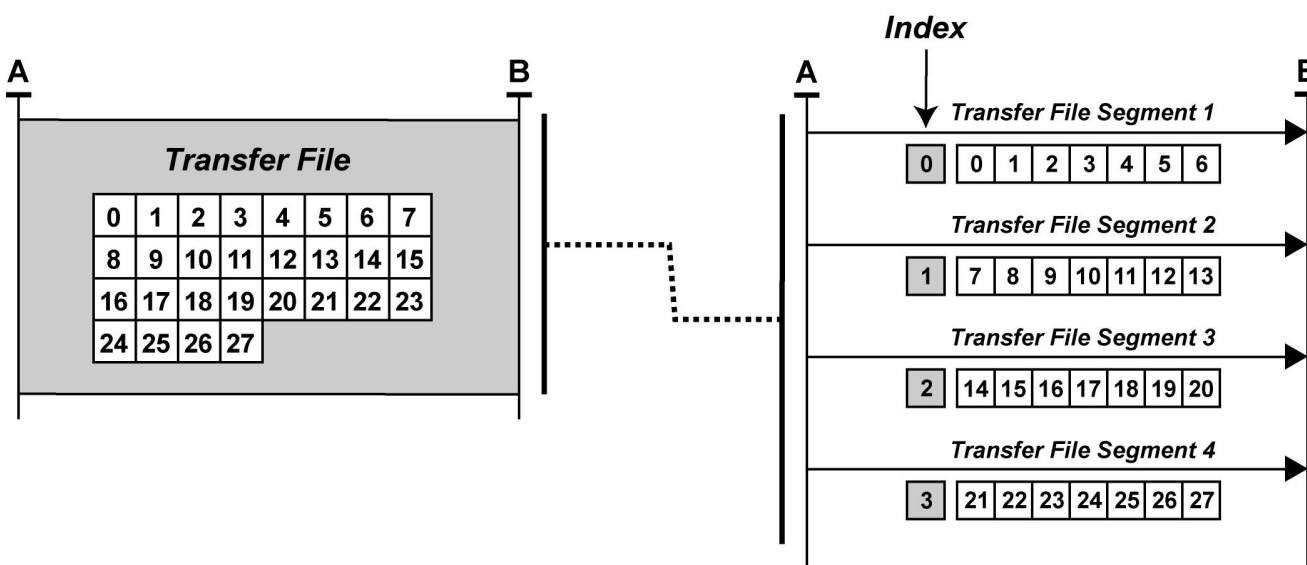 Index
A B A B
Transfer File
0 1 2 3 4 5 6 7
8 9 10 11 12 13 14 15
16 17 18 19 20 21 22 23
24 25 26 27
Transfer File Segment 1
0 0 1 2 3 4 5 6
Transfer File Segment 2
1 7 8 9 10 11 12 13
Transfer File Segment 3
2 14 15 16 17 18 19 20
Transfer File Segment 4
3 21 22 23 24 25 26 27